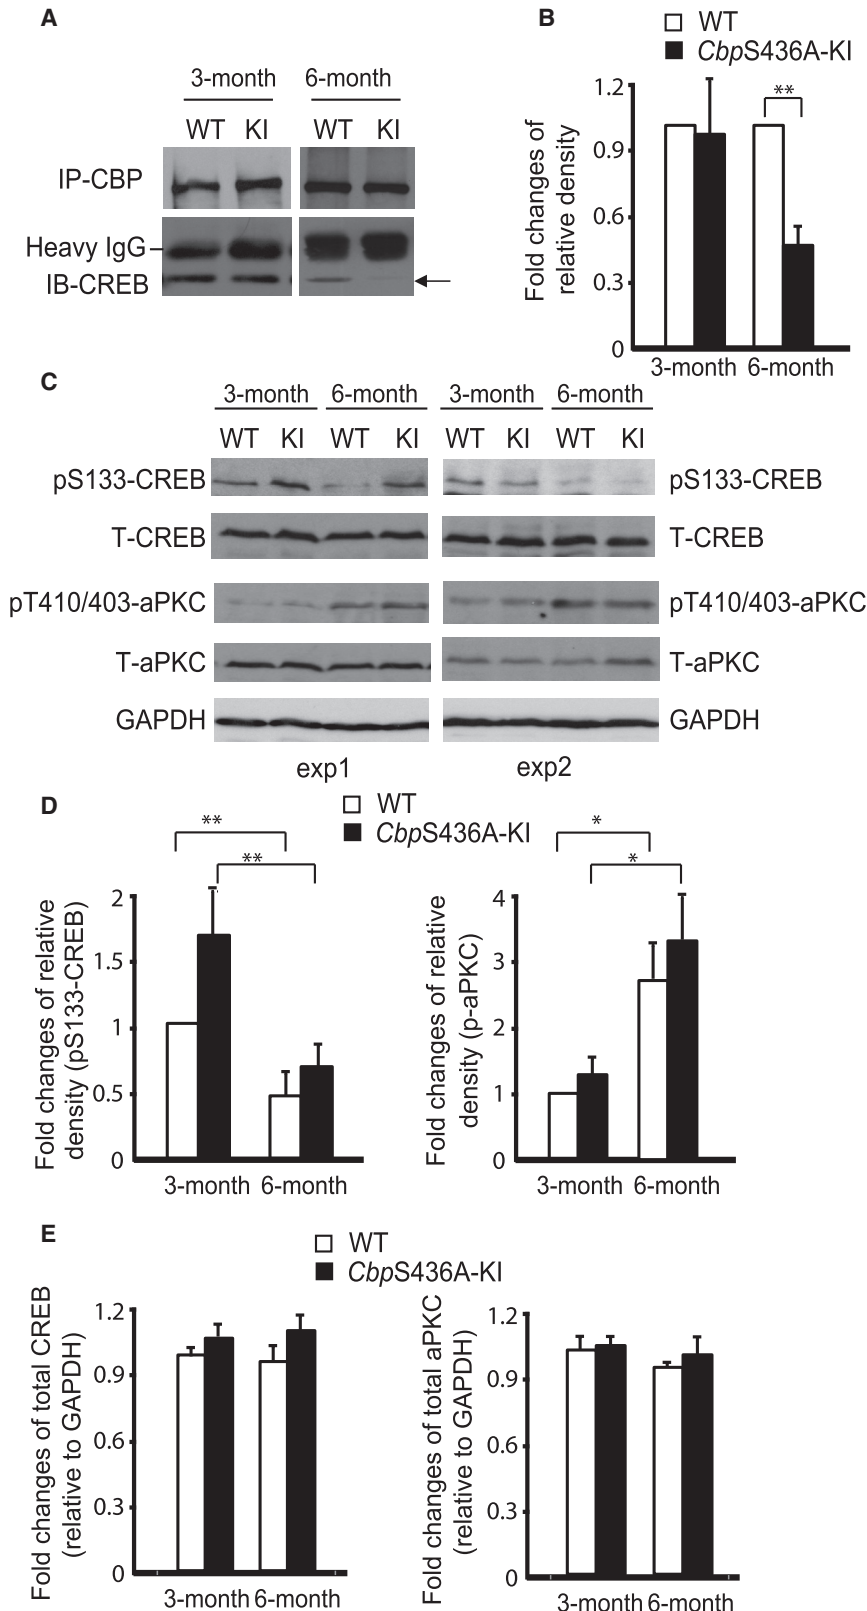 A
3-month 6-month
WT KI WT KI
IP-CBP
Heavy IgG
IB-CREB
B
WT
CbpS436A-KI
Fold changes of
relative density
1.2
0.9
0.6
0.3
0
**
3-month 6-month
C
3-month 6-month 3-month 6-month
WT KI WT KI WT KI WT KI
pS133-CREB pS133-CREB
T-CREB T-CREB
pT410/403-aPKC pT410/403-aPKC
T-aPKC T-aPKC
GAPDH GAPDH
exp1 exp2
D
WT
CbpS436A-KI
Fold changes of relative
density (pS133-CREB)
2
1.5
1
0.5
0
**
**
3-month 6-month
Fold changes of relative
density (p-aPKC)
4
3
2
1
0
*
*
3-month 6-month
E
WT
CbpS436A-KI
Fold changes of total CREB
(relative to GAPDH)
1.2
0.9
0.6
0.3
0
3-month 6-month
Fold changes of total aPKC
(relative to GAPDH)
1.2
0.9
0.6
0.3
0
3-month 6-month